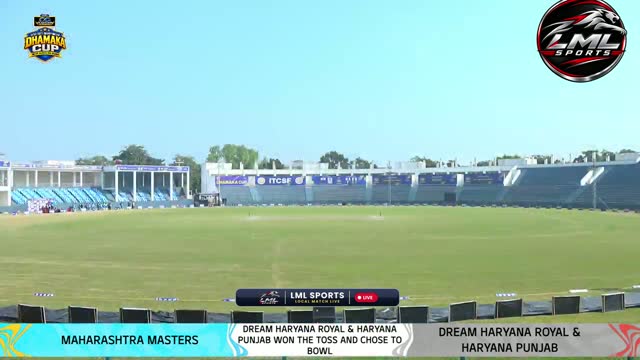 DHAMAKA
CUP
LML
SPORTS
ITCSF
LML SPORTS
LOCAL MATCH LIVE
LIVE
MAHARASHTRA MASTERS
DREAM HARYANA ROYAL & HARYANA
PUNJAB WON THE TOSS AND CHOSE TO
BOWL
DREAM HARYANA ROYAL &
HARYANA PUNJAB